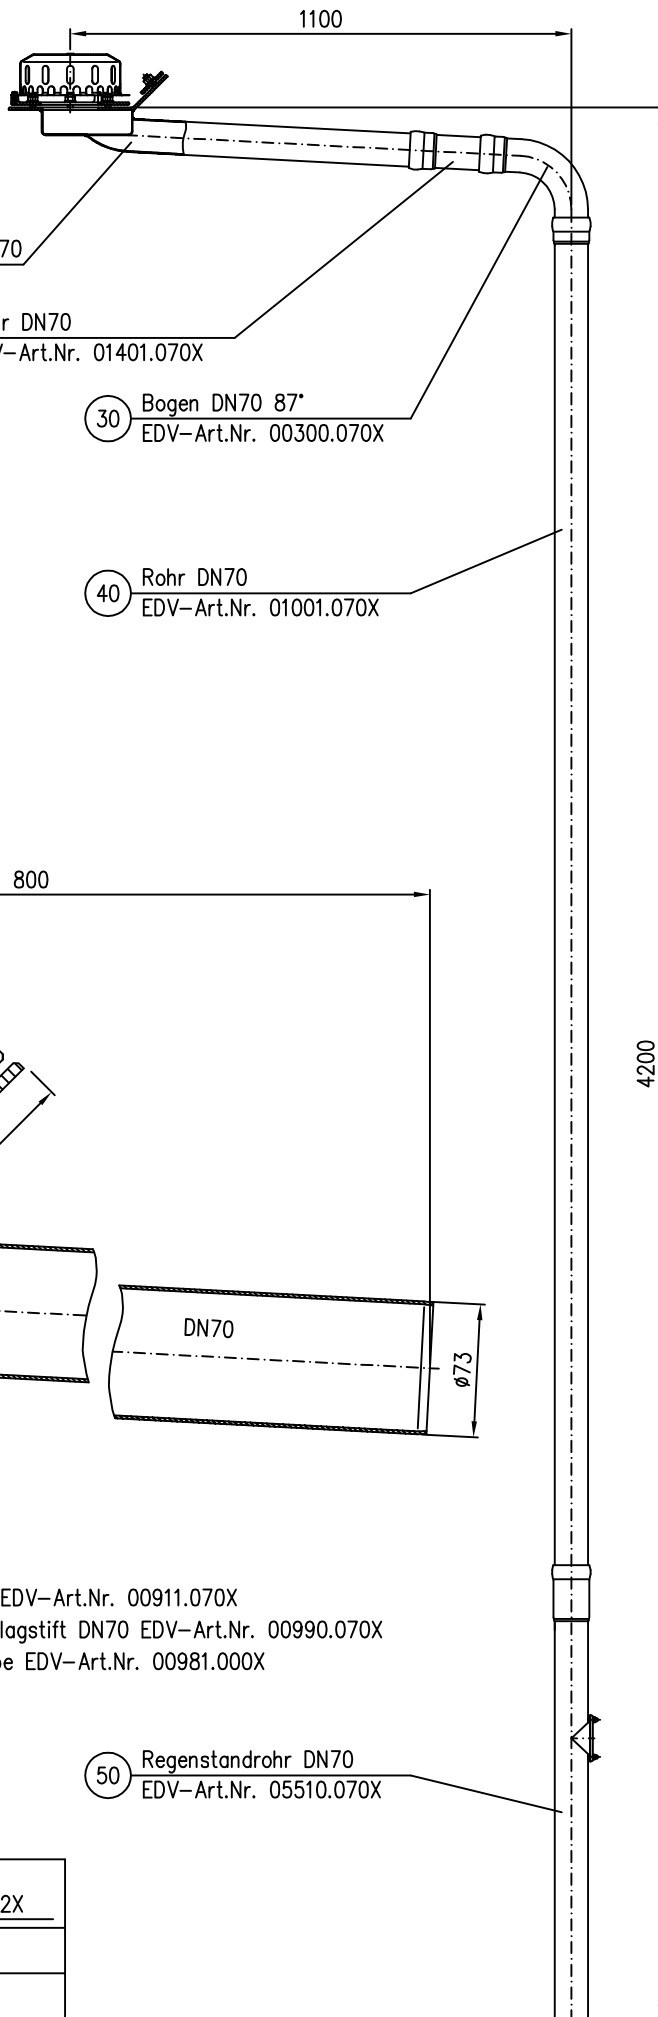 1100
70
r DN70
V-Art.Nr. 01401.070X
30
Bogen DN70 87°
EDV-Art.Nr. 00300.070X
40
Rohr DN70
EDV-Art.Nr. 01001.070X
800
4200
DN70
ø73
EDV-Art.Nr. 00911.070X
lagstift DN70 EDV-Art.Nr. 00990.070X
be EDV-Art.Nr. 00981.000X
50
Regenstandrohr DN70
EDV-Art.Nr. 05510.070X
2X